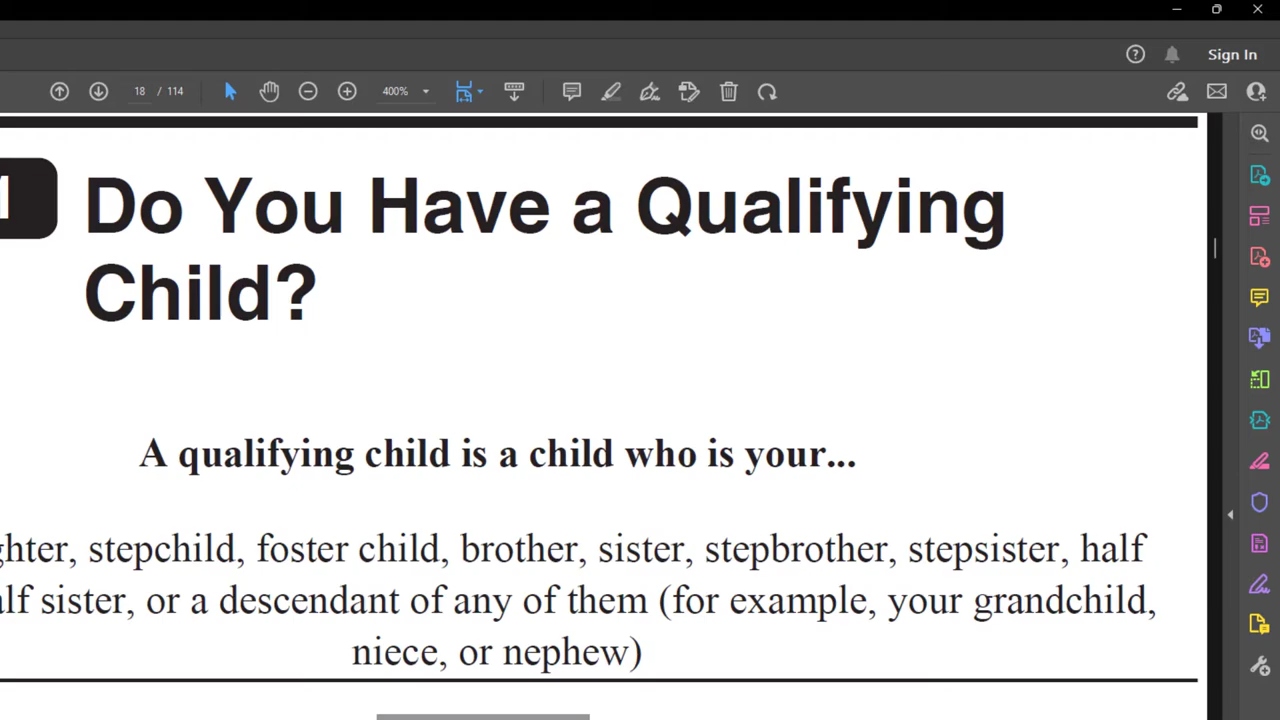 Sign In
18 / 114
400%
1 Do You Have a Qualifying
Child?
A qualifying child is a child who is your...
ghter, stepchild, foster child, brother, sister, stepbrother, stepsister, half
alf sister, or a descendant of any of them (for example, your grandchild,
niece, or nephew)